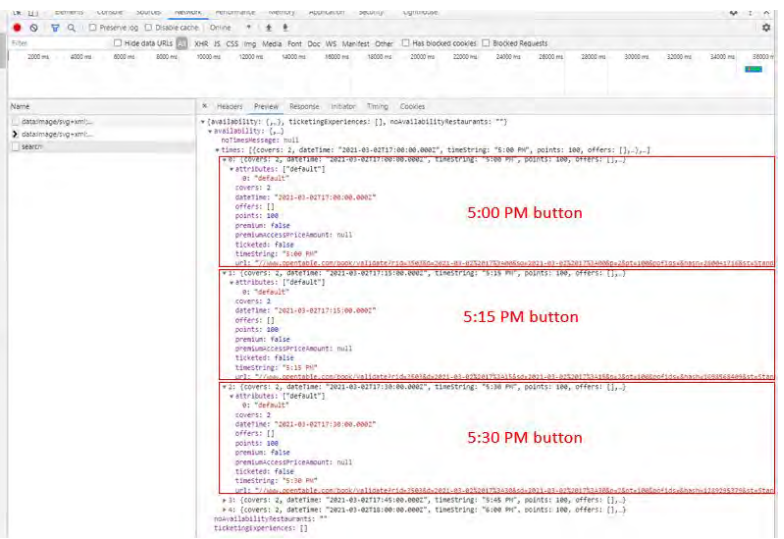 Elements Console Sources Network Performance Memory Application Security Lighthouse
Preserve log Disable cache Online
Filter Hide data URLs All XHR JS CSS Img Media Font Doc WS Manifest Other Has blocked cookies Blocked Requests
2000 ms 4000 ms 6000 ms 8000 ms 10000 ms 12000 ms 14000 ms 16000 ms 18000 ms 20000 ms 22000 ms 24000 ms 26000 ms 28000 ms 30000 ms 32000 ms 34000 ms
Name × Headers Preview Response Initiator Timing Cookies
data:image/svg+xml;...
data:image/svg+xml;...
search
▾ {availability: {,…}, ticketingExperiences: [], noAvailabilityRestaurants: ""}
▾ availability: {,…}
noTimesMessage: null
▾ times: [{covers: 2, dateTime: "2021-03-02T17:00:00.000Z", timeString: "5:00 PM", points: 100, offers: [],…},…]
▾ 0: {covers: 2, dateTime: "2021-03-02T17:00:00.000Z", timeString: "5:00 PM", points: 100, offers: [],…}
▾ attributes: ["default"]
0: "default"
covers: 2
dateTime: "2021-03-02T17:00:00.000Z"
offers: []
points: 100
premium: false
premiumAccessPriceAmount: null
ticketed: false
timeString: "5:00 PM"
5:00 PM button
▾ 1: {covers: 2, dateTime: "2021-03-02T17:15:00.000Z", timeString: "5:15 PM", points: 100, offers: [],…}
▾ attributes: ["default"]
0: "default"
covers: 2
dateTime: "2021-03-02T17:15:00.000Z"
offers: []
points: 100
premium: false
premiumAccessPriceAmount: null
ticketed: false
timeString: "5:15 PM"
5:15 PM button
▾ 2: {covers: 2, dateTime: "2021-03-02T17:30:00.000Z", timeString: "5:30 PM", points: 100, offers: [],…}
▾ attributes: ["default"]
0: "default"
covers: 2
dateTime: "2021-03-02T17:30:00.000Z"
offers: []
points: 100
premium: false
premiumAccessPriceAmount: null
ticketed: false
timeString: "5:30 PM"
5:30 PM button
▸ 3: {covers: 2, dateTime: "2021-03-02T17:45:00.000Z", timeString: "5:45 PM", points: 100, offers: [],…}
▸ 4: {covers: 2, dateTime: "2021-03-02T18:00:00.000Z", timeString: "6:00 PM", points: 100, offers: [],…}
noAvailabilityRestaurants: ""
ticketingExperiences: []